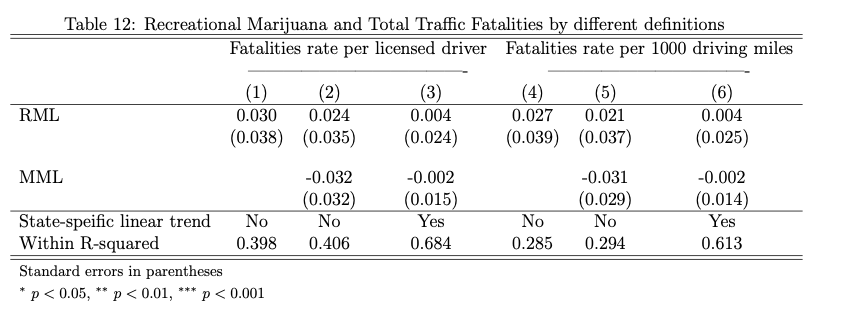 Table 12: Recreational Marijuana and Total Traffic Fatalities by different definitions
Fatalities rate per licensed driver Fatalities rate per 1000 driving miles
(1) (2) (3) (4) (5) (6)
RML 0.030 0.024 0.004 0.027 0.021 0.004
(0.038) (0.035) (0.024) (0.039) (0.037) (0.025)
MML -0.032 -0.002 -0.031 -0.002
(0.032) (0.015) (0.029) (0.014)
State-speific linear trend No No Yes No No Yes
Within R-squared 0.398 0.406 0.684 0.285 0.294 0.613
Standard errors in parentheses
* p < 0.05, ** p < 0.01, *** p < 0.001